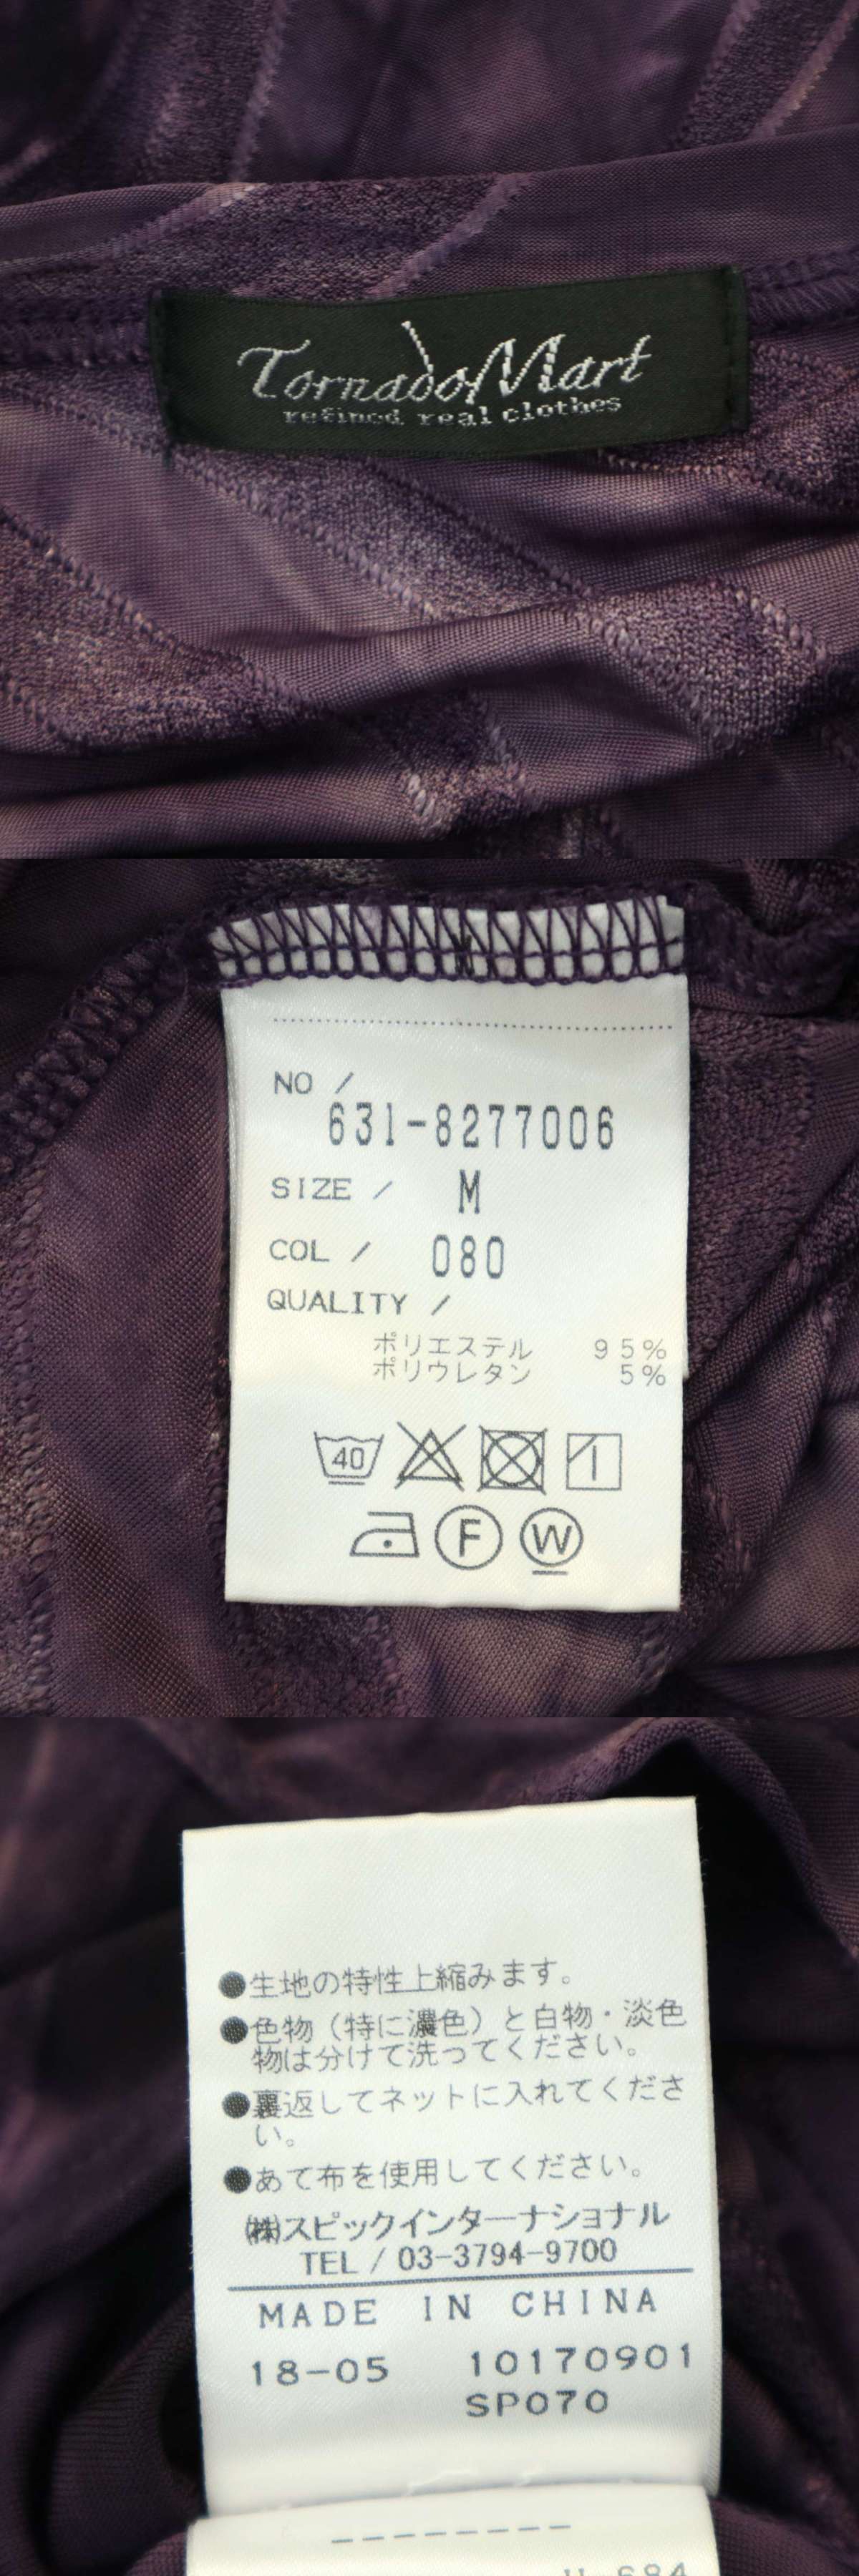 TornadoMart
refined real clothes
NO /
631-8277006
SIZE / M
COL / 080
QUALITY /
ポリエステル 95%
ポリウレタン 5%
40
F W
●生地の特性上縮みます。
●色物（特に濃色）と白物・淡色
物は分けて洗ってください。
●裏返してネットに入れてくださ
い。
●あて布を使用してください。
㈱スピックインターナショナル
TEL / 03-3794-9700
MADE IN CHINA
18-05 10170901
SP070